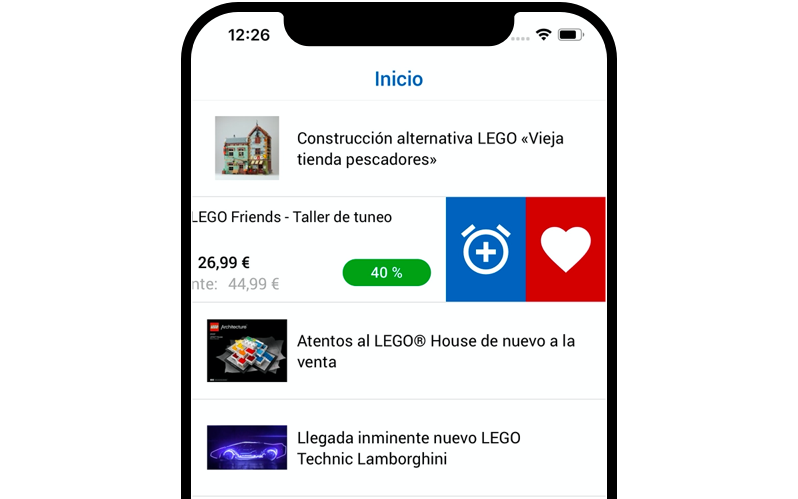 12:26
Inicio
Construcción alternativa LEGO «Vieja
tienda pescadores»
LEGO Friends - Taller de tuneo
26,99 €
nte: 44,99 €
40 %
LEGO Architecture
Atentos al LEGO® House de nuevo a la
venta
Llegada inminente nuevo LEGO
Technic Lamborghini